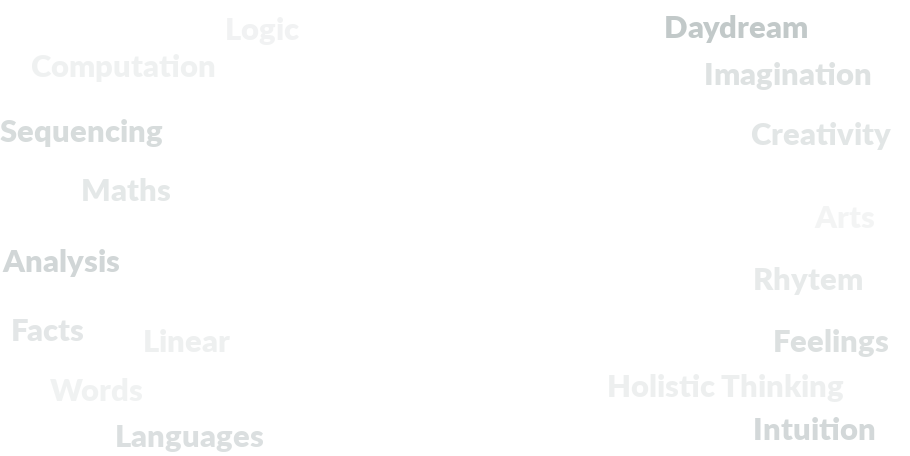 Logic
Computation
Sequencing
Maths
Analysis
Facts
Linear
Words
Languages
Daydream
Imagination
Creativity
Arts
Rhytem
Feelings
Holistic Thinking
Intuition